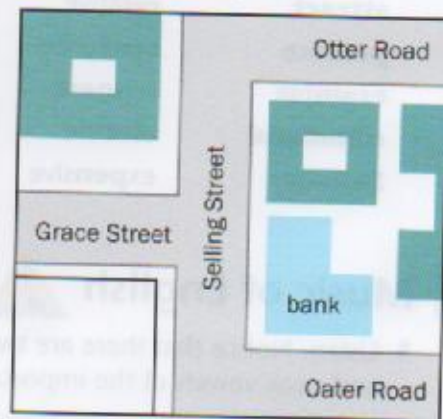 Otter Road
Selling Street
Grace Street
bank
Oater Road